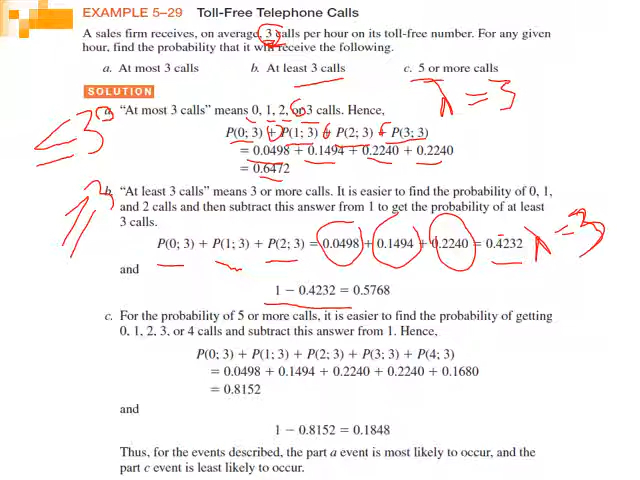 EXAMPLE 5–29 Toll-Free Telephone Calls
A sales firm receives, on average, 3 calls per hour on its toll-free number. For any given
hour, find the probability that it will receive the following.
a. At most 3 calls b. At least 3 calls c. 5 or more calls
λ = 3
SOLUTION
a. “At most 3 calls” means 0, 1, 2, or 3 calls. Hence,
≤ 3
P(0; 3) + P(1; 3) + P(2; 3) + P(3; 3)
= 0.0498 + 0.1494 + 0.2240 + 0.2240
= 0.6472
b. “At least 3 calls” means 3 or more calls. It is easier to find the probability of 0, 1,
and 2 calls and then subtract this answer from 1 to get the probability of at least
3 calls.
P(0; 3) + P(1; 3) + P(2; 3) = 0.0498 + 0.1494 + 0.2240 = 0.4232
λ = 3
and
1 − 0.4232 = 0.5768
c. For the probability of 5 or more calls, it is easier to find the probability of getting
0, 1, 2, 3, or 4 calls and subtract this answer from 1. Hence,
P(0; 3) + P(1; 3) + P(2; 3) + P(3; 3) + P(4; 3)
= 0.0498 + 0.1494 + 0.2240 + 0.2240 + 0.1680
= 0.8152
and
1 − 0.8152 = 0.1848
Thus, for the events described, the part a event is most likely to occur, and the
part c event is least likely to occur.